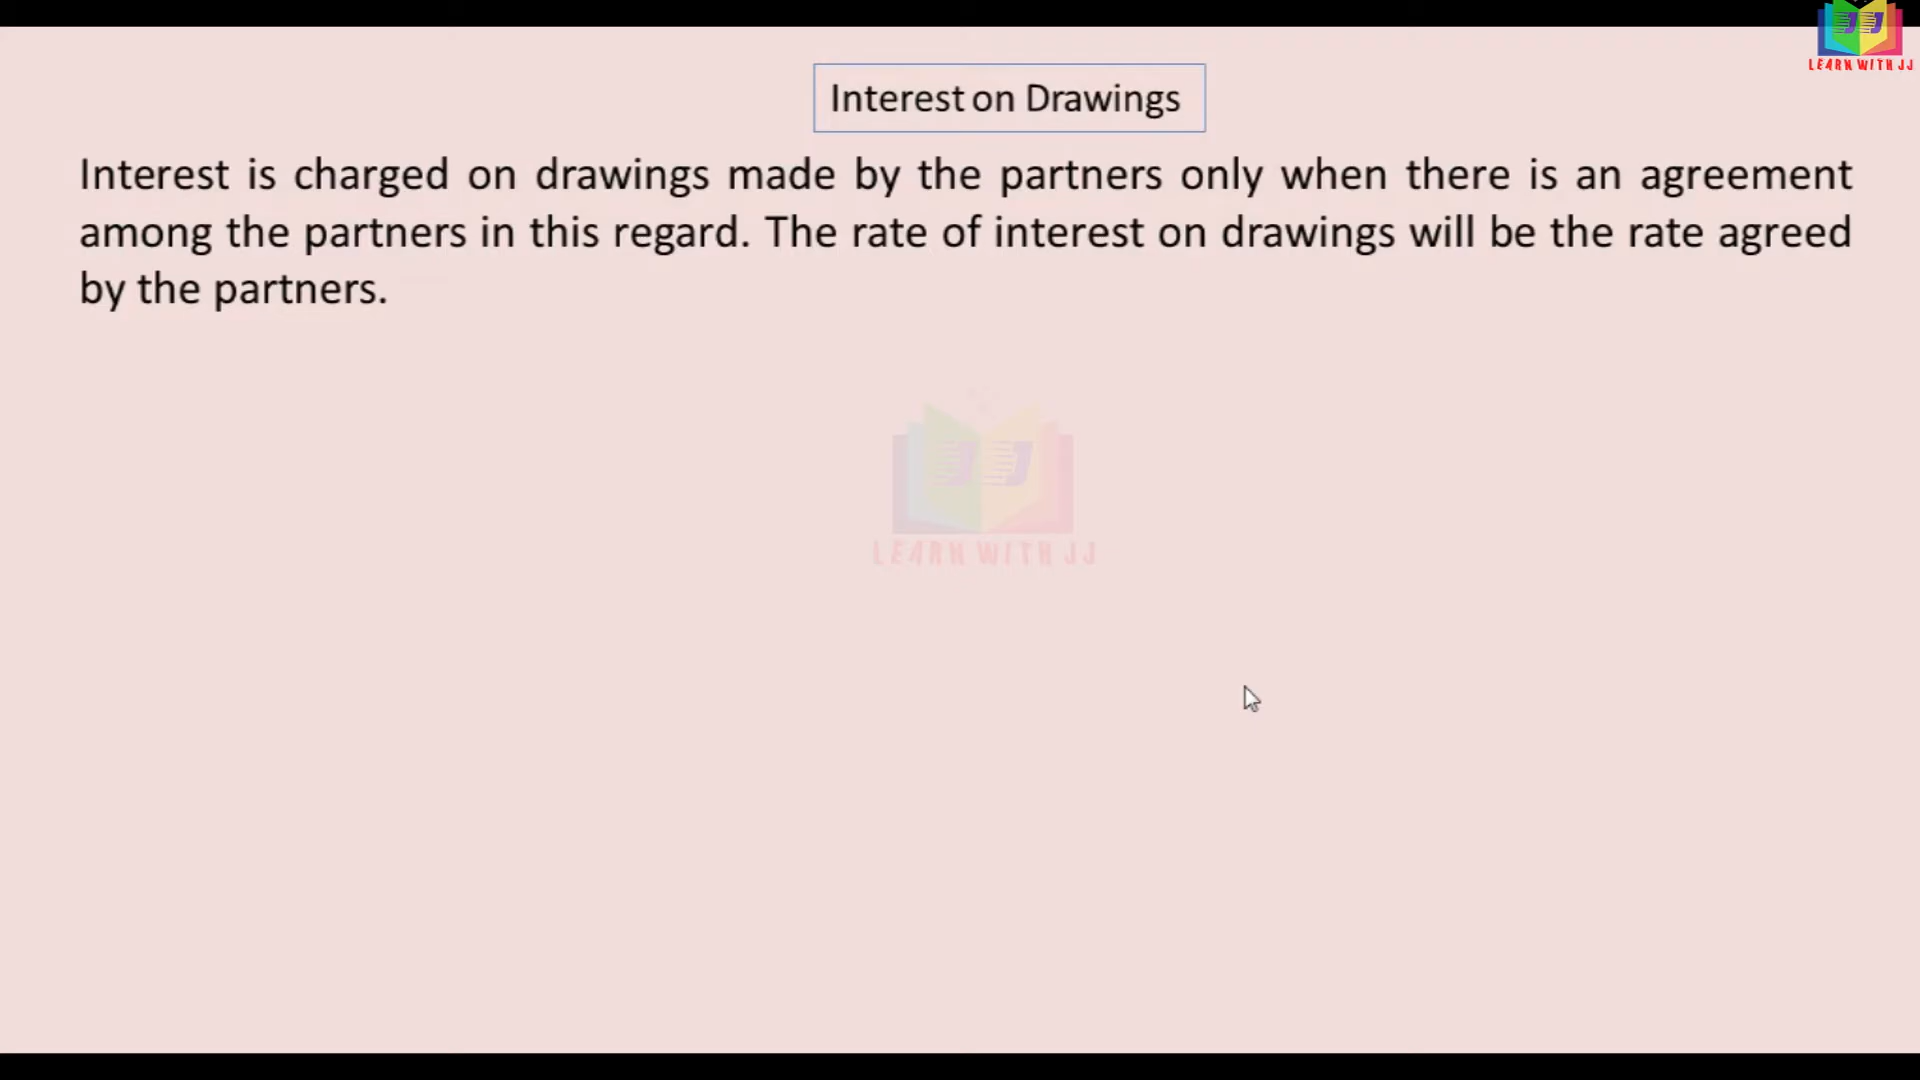 LEARN WITH JJ
Interest on Drawings
Interest is charged on drawings made by the partners only when there is an agreement
among the partners in this regard. The rate of interest on drawings will be the rate agreed
by the partners.
JJ
LEARN WITH JJ